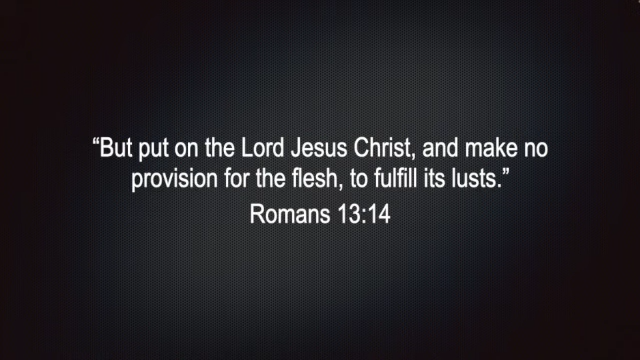 “But put on the Lord Jesus Christ, and make no
provision for the flesh, to fulfill its lusts.”
Romans 13:14